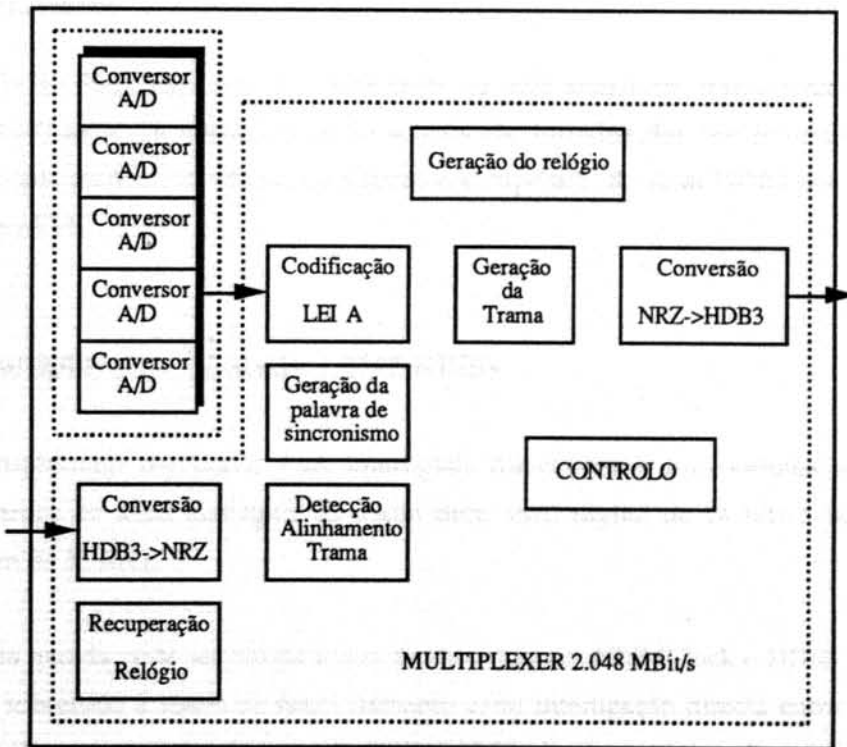 Conversor
A/D
Conversor
A/D
Conversor
A/D
Conversor
A/D
Conversor
A/D
Geração do relógio
Codificação
LEI A
Geração
da
Trama
Conversão
NRZ->HDB3
Geração da
palavra de
sincronismo
CONTROLO
Conversão
HDB3->NRZ
Detecção
Alinhamento
Trama
Recuperação
Relógio
MULTIPLEXER 2.048 MBit/s